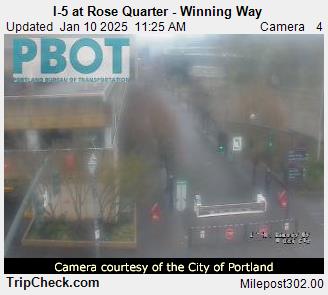 I-5 at Rose Quarter - Winning Way
Updated Jan 10 2025 11:25 AM Camera 4
PBOT
PORTLAND BUREAU OF TRANSPORTATION
Camera courtesy of the City of Portland
TripCheck.com Milepost302.00